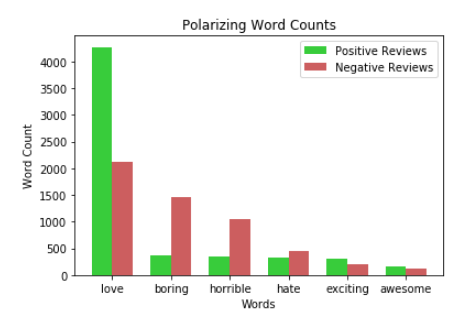 Polarizing Word Counts
Positive Reviews
Negative Reviews
Word Count
4000
3500
3000
2500
2000
1500
1000
500
0
love boring horrible hate exciting awesome
Words